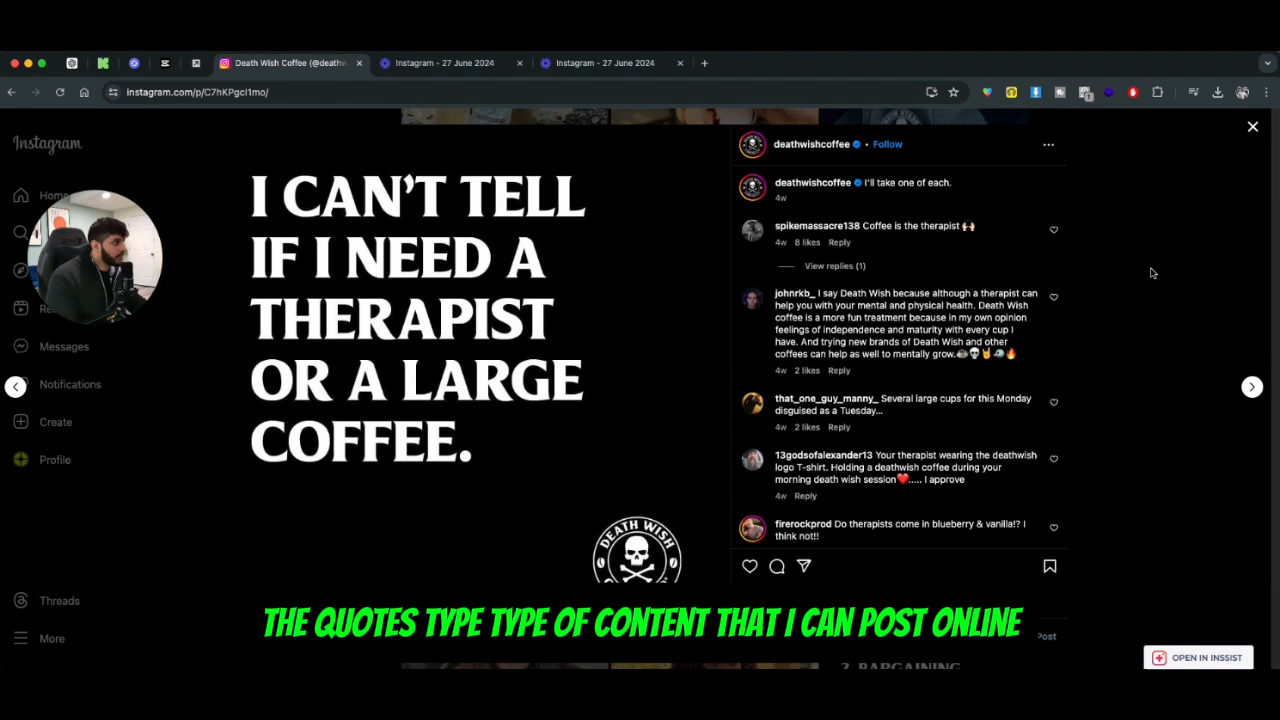 Death Wish Coffee (@deathw
Instagram - 27 June 2024
Instagram - 27 June 2024
instagram.com/p/C7hKPgcI1mo/
Instagram
Home
Messages
Notifications
Create
Profile
Threads
More
I CAN'T TELL
IF I NEED A
THERAPIST
OR A LARGE
COFFEE.
DEATH WISH
deathwishcoffee • Follow
deathwishcoffee I'll take one of each.
4w
spikemassacre138 Coffee is the therapist 🙌🏻
4w 8 likes Reply
View replies (1)
johnrkb_ I say Death Wish because although a therapist can
help you with your mental and physical health. Death Wish
coffee is a more fun treatment because in my own opinion
feelings of independence and maturity with every cup I
have. And trying new brands of Death Wish and other
coffees can help as well to mentally grow.
4w 2 likes Reply
that_one_guy_manny_ Several large cups for this Monday
disguised as a Tuesday...
4w 2 likes Reply
13godsofalexander13 Your therapist wearing the deathwish
logo T-shirt. Holding a deathwish coffee during your
morning death wish session❤️..... I approve
4w Reply
firerockprod Do therapists come in blueberry & vanilla!? I
think not!!
Post
THE QUOTES TYPE TYPE OF CONTENT THAT I CAN POST ONLINE
OPEN IN INSSIST
2. BARGAINING